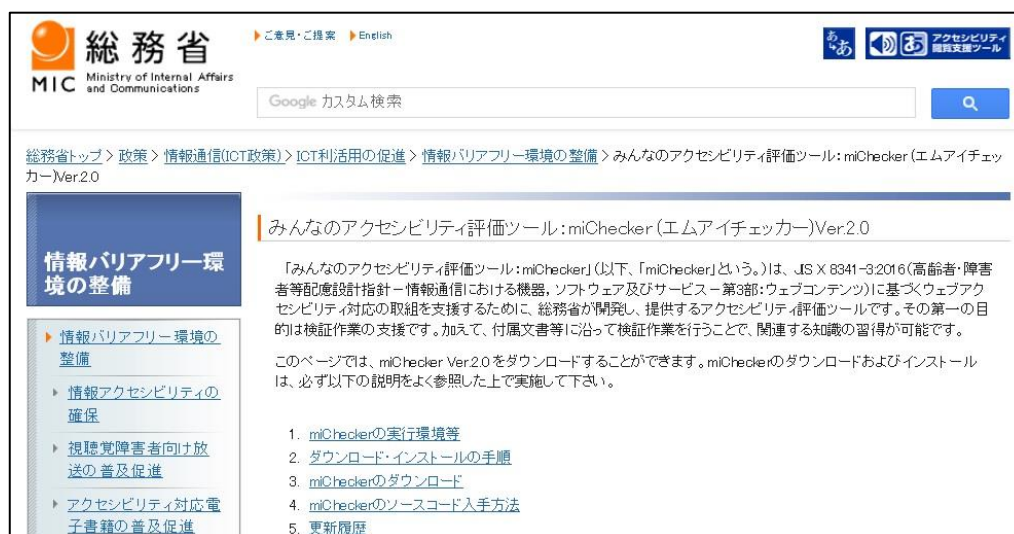 総務省
MIC Ministry of Internal Affairs
and Communications
ご意見・ご提案 English
あ あ
あ アクセシビリティ
閲覧支援ツール
Google カスタム検索
総務省トップ > 政策 > 情報通信(ICT政策) > ICT利活用の促進 > 情報バリアフリー環境の整備 > みんなのアクセシビリティ評価ツール:miChecker (エムアイチェッ
カー)Ver.2.0
情報バリアフリー環
境の整備
情報バリアフリー環境の
整備
情報アクセシビリティの
確保
視聴覚障害者向け放
送の普及促進
アクセシビリティ対応電
子書籍の普及促進
みんなのアクセシビリティ評価ツール:miChecker (エムアイチェッカー)Ver.2.0
「みんなのアクセシビリティ評価ツール:miChecker」(以下、「miChecker」という。)は、JIS X 8341-3:2016(高齢者・障害
者等配慮設計指針－情報通信における機器，ソフトウェア及びサービス－第3部:ウェブコンテンツ)に基づくウェブアク
セシビリティ対応の取組を支援するために、総務省が開発し、提供するアクセシビリティ評価ツールです。その第一の目
的は検証作業の支援です。加えて、付属文書等に沿って検証作業を行うことで、関連する知識の習得が可能です。
このページでは、miChecker Ver.2.0をダウンロードすることができます。miCheckerのダウンロードおよびインストール
は、必ず以下の説明をよく参照した上で実施して下さい。
1. miCheckerの実行環境等
2. ダウンロード・インストールの手順
3. miCheckerのダウンロード
4. miCheckerのソースコード入手方法
5. 更新履歴